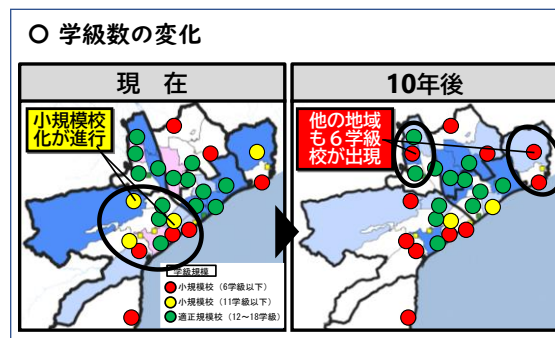 ○ 学級数の変化
現 在
10年後
小規模校
化が進行
他の地域
も６学級
校が出現
学級規模
小規模校（6学級以下）
小規模校（11学級以下）
適正規模校（12～18学級）